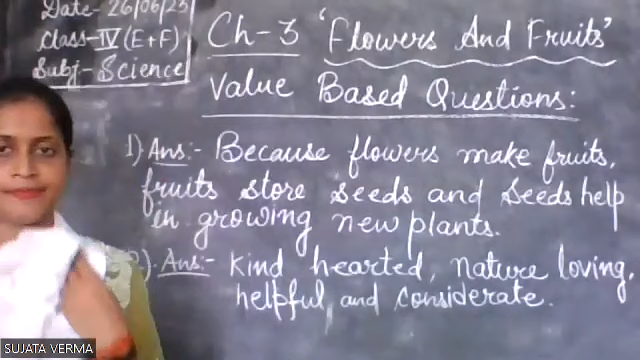 Date- 26/06/23
Class-IV (E+F)
Subj- Science
Ch-3 'Flowers And Fruits'
Value Based Questions:
1) Ans:- Because flowers make fruits,
fruits store seeds and seeds help
in growing new plants.
2) Ans:- Kind hearted, nature loving,
helpful and considerate.
SUJATA VERMA